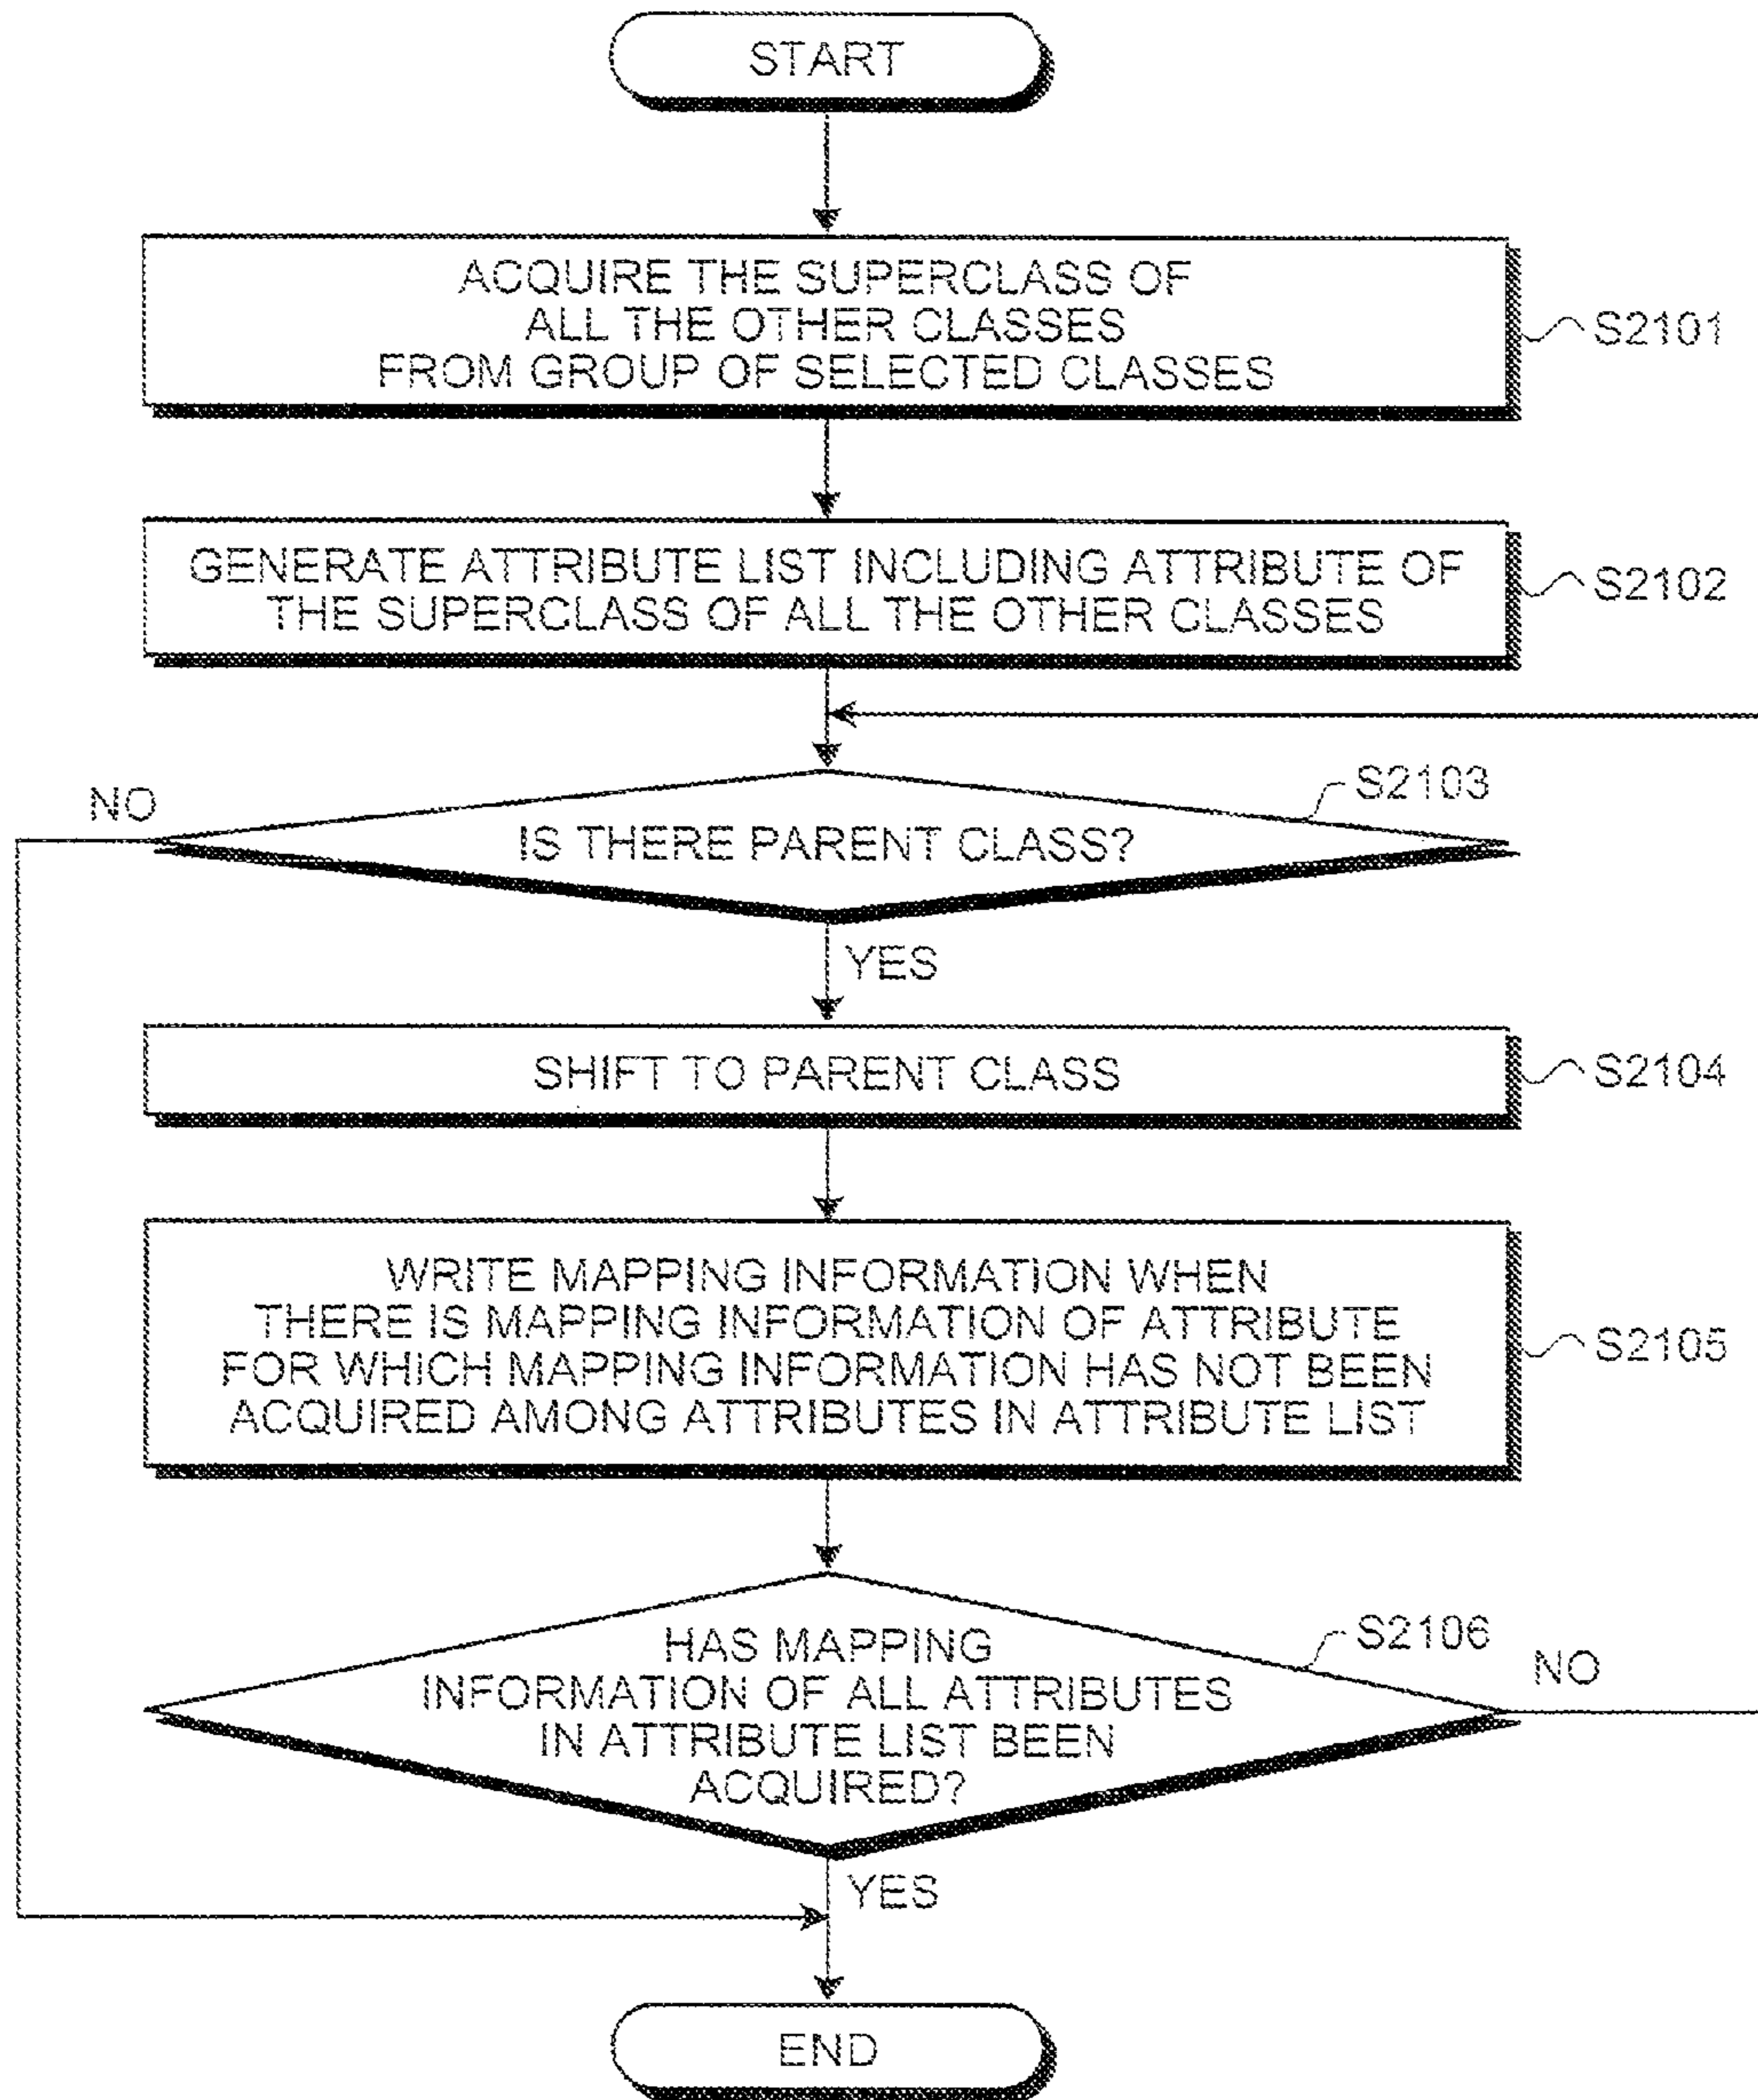 START
ACQUIRE THE SUPERCLASS OF
ALL THE OTHER CLASSES
FROM GROUP OF SELECTED CLASSES
S2101
GENERATE ATTRIBUTE LIST INCLUDING ATTRIBUTE OF
THE SUPERCLASS OF ALL THE OTHER CLASSES
S2102
S2103
NO
IS THERE PARENT CLASS?
YES
SHIFT TO PARENT CLASS
S2104
WRITE MAPPING INFORMATION WHEN
THERE IS MAPPING INFORMATION OF ATTRIBUTE
FOR WHICH MAPPING INFORMATION HAS NOT BEEN
ACQUIRED AMONG ATTRIBUTES IN ATTRIBUTE LIST
S2105
S2106
HAS MAPPING
INFORMATION OF ALL ATTRIBUTES
IN ATTRIBUTE LIST BEEN
ACQUIRED?
NO
YES
END